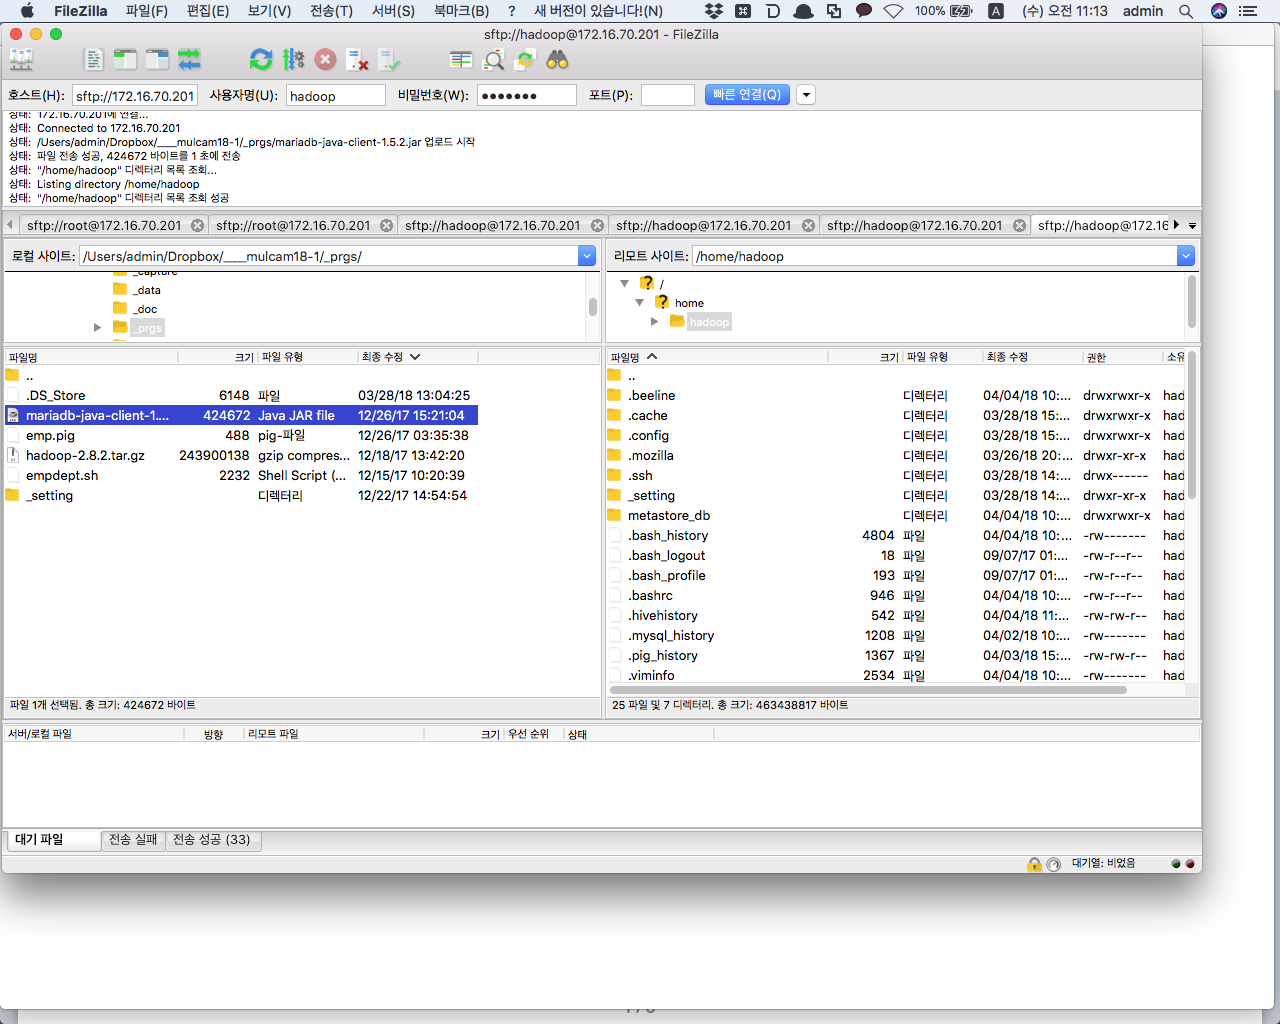 FileZilla 파일(F) 편집(E) 보기(V) 전송(T) 서버(S) 북마크(B) ? 새 버전이 있습니다!(N) 100% A (수) 오전 11:13 admin
sftp://hadoop@172.16.70.201 - FileZilla
호스트(H): sftp://172.16.70.201 사용자명(U): hadoop 비밀번호(W): ●●●●●●● 포트(P): 빠른 연결(Q)
상태: 172.16.70.201에 연결...
상태: Connected to 172.16.70.201
상태: /Users/admin/Dropbox/____mulcam18-1/_prgs/mariadb-java-client-1.5.2.jar 업로드 시작
상태: 파일 전송 성공, 424672 바이트를 1 초에 전송
상태: "/home/hadoop" 디렉터리 목록 조회...
상태: Listing directory /home/hadoop
상태: "/home/hadoop" 디렉터리 목록 조회 성공
sftp://root@172.16.70.201 sftp://root@172.16.70.201 sftp://hadoop@172.16.70.201 sftp://hadoop@172.16.70.201 sftp://hadoop@172.16.70.201 sftp://hadoop@172.16
로컬 사이트: /Users/admin/Dropbox/____mulcam18-1/_prgs/
_capture
_data
_doc
_prgs
리모트 사이트: /home/hadoop
/
home
hadoop
파일명 크기 파일 유형 최종 수정
..
.DS_Store 6148 파일 03/28/18 13:04:25
mariadb-java-client-1.... 424672 Java JAR file 12/26/17 15:21:04
emp.pig 488 pig-파일 12/26/17 03:35:38
hadoop-2.8.2.tar.gz 243900138 gzip compres... 12/18/17 13:42:20
empdept.sh 2232 Shell Script (... 12/15/17 10:20:39
_setting 디렉터리 12/22/17 14:54:54
파일 1개 선택됨. 총 크기: 424672 바이트
파일명 크기 파일 유형 최종 수정 권한 소유
..
.beeline 디렉터리 04/04/18 10:... drwxrwxr-x had
.cache 디렉터리 03/28/18 15:... drwxrwxr-x had
.config 디렉터리 03/28/18 15:... drwxrwxr-x had
.mozilla 디렉터리 03/26/18 20:... drwxr-xr-x had
.ssh 디렉터리 03/28/18 14:... drwx------ had
_setting 디렉터리 03/28/18 14:... drwxr-xr-x had
metastore_db 디렉터리 04/04/18 10:... drwxrwxr-x had
.bash_history 4804 파일 04/04/18 10:... -rw------- had
.bash_logout 18 파일 09/07/17 01:... -rw-r--r-- had
.bash_profile 193 파일 09/07/17 01:... -rw-r--r-- had
.bashrc 946 파일 04/04/18 10:... -rw-r--r-- had
.hivehistory 542 파일 04/04/18 11:... -rw-rw-r-- had
.mysql_history 1208 파일 04/02/18 10:... -rw------- had
.pig_history 1367 파일 04/03/18 15:... -rw-rw-r-- had
.viminfo 2534 파일 04/04/18 10:... -rw------- had
25 파일 및 7 디렉터리. 총 크기: 463438817 바이트
서버/로컬 파일 방향 리모트 파일 크기 우선 순위 상태
대기 파일 전송 실패 전송 성공 (33)
대기열: 비었음